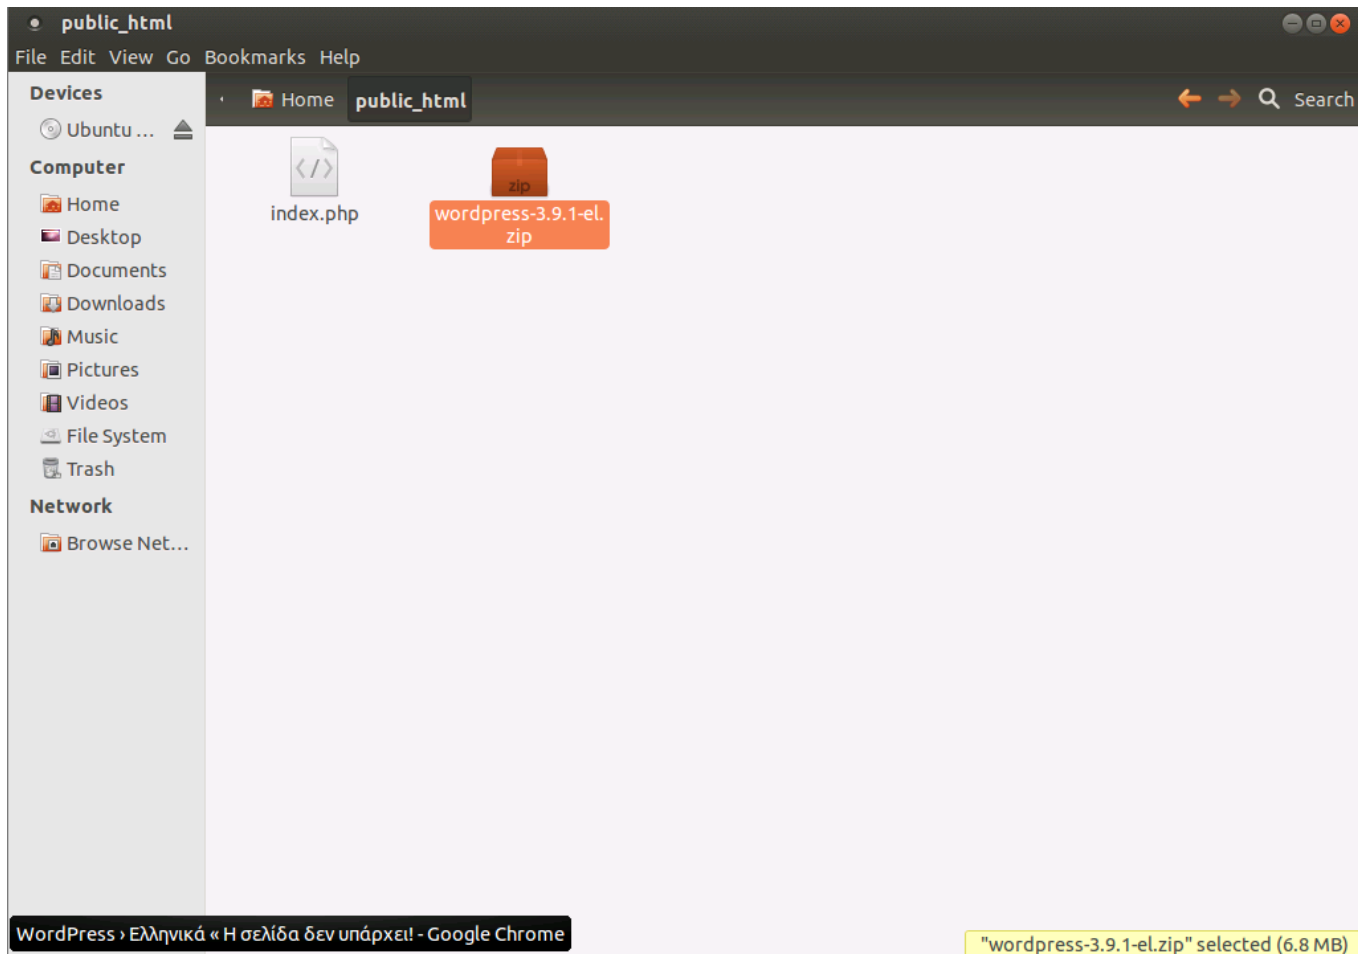 public_html
File Edit View Go Bookmarks Help
Devices
Ubuntu ...
Computer
Home
Desktop
Documents
Downloads
Music
Pictures
Videos
File System
Trash
Network
Browse Net...
Home public_html
Search
</>
index.php
zip
wordpress-3.9.1-el.
zip
WordPress › Ελληνικά « Η σελίδα δεν υπάρχει! - Google Chrome
"wordpress-3.9.1-el.zip" selected (6.8 MB)